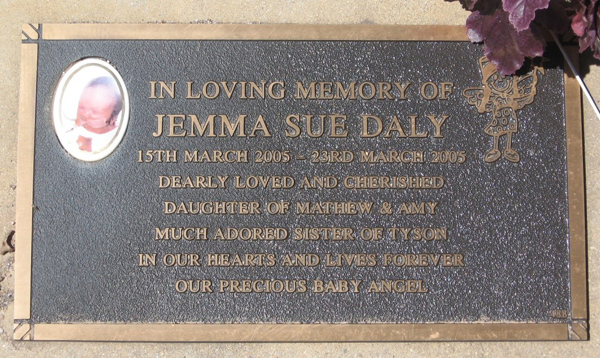 IN LOVING MEMORY OF
JEMMA SUE DALY
15TH MARCH 2005 - 23RD MARCH 2005
DEARLY LOVED AND CHERISHED
DAUGHTER OF MATHEW & AMY
MUCH ADORED SISTER OF TYSON
IN OUR HEARTS AND LIVES FOREVER
OUR PRECIOUS BABY ANGEL